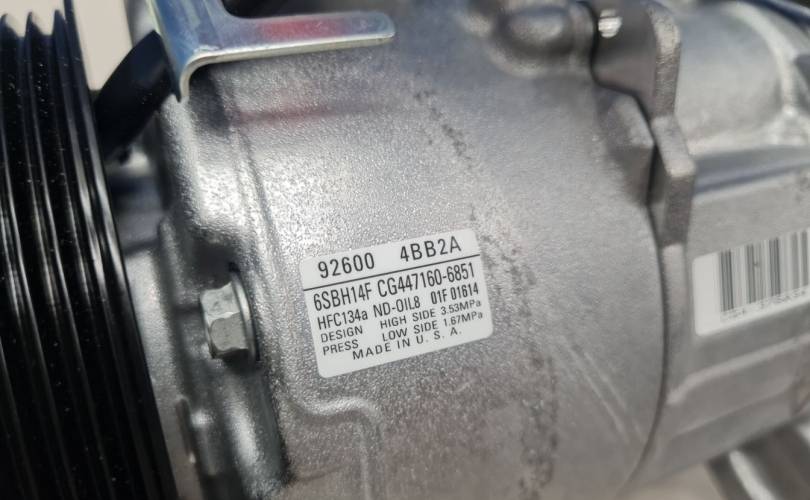 92600 4BB2A
6SBH14F CG447160-6851
HFC134a ND-OIL8 01F 01614
DESIGN HIGH SIDE 3.53MPa
PRESS LOW SIDE 1.67MPa
MADE IN U. S. A.